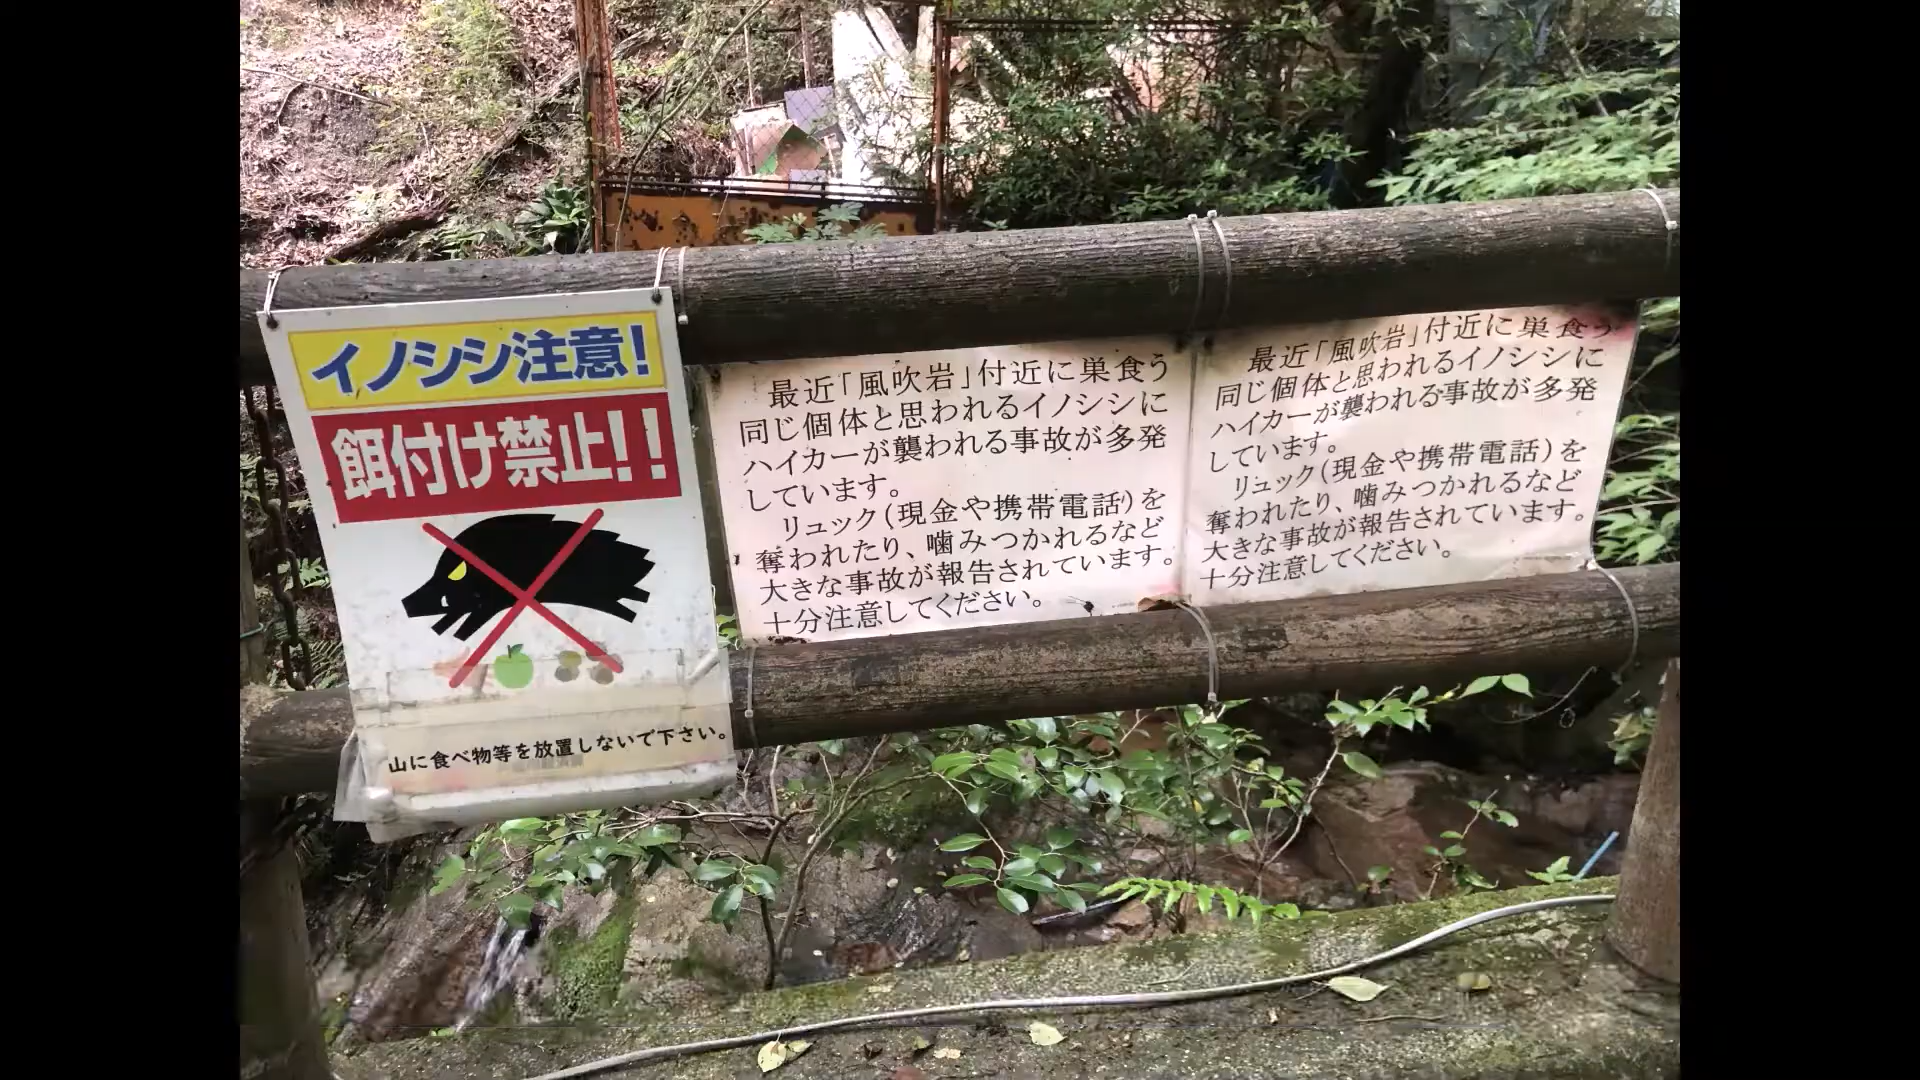 イノシシ注意!
餌付け禁止!!
山に食べ物等を放置しないで下さい。
最近「風吹岩」付近に巣食う
同じ個体と思われるイノシシに
ハイカーが襲われる事故が多発
しています。
リュック(現金や携帯電話)を
奪われたり、噛みつかれるなど
大きな事故が報告されています。
十分注意してください。
最近「風吹岩」付近に巣食う
同じ個体と思われるイノシシに
ハイカーが襲われる事故が多発
しています。
リュック(現金や携帯電話)を
奪われたり、噛みつかれるなど
大きな事故が報告されています。
十分注意してください。